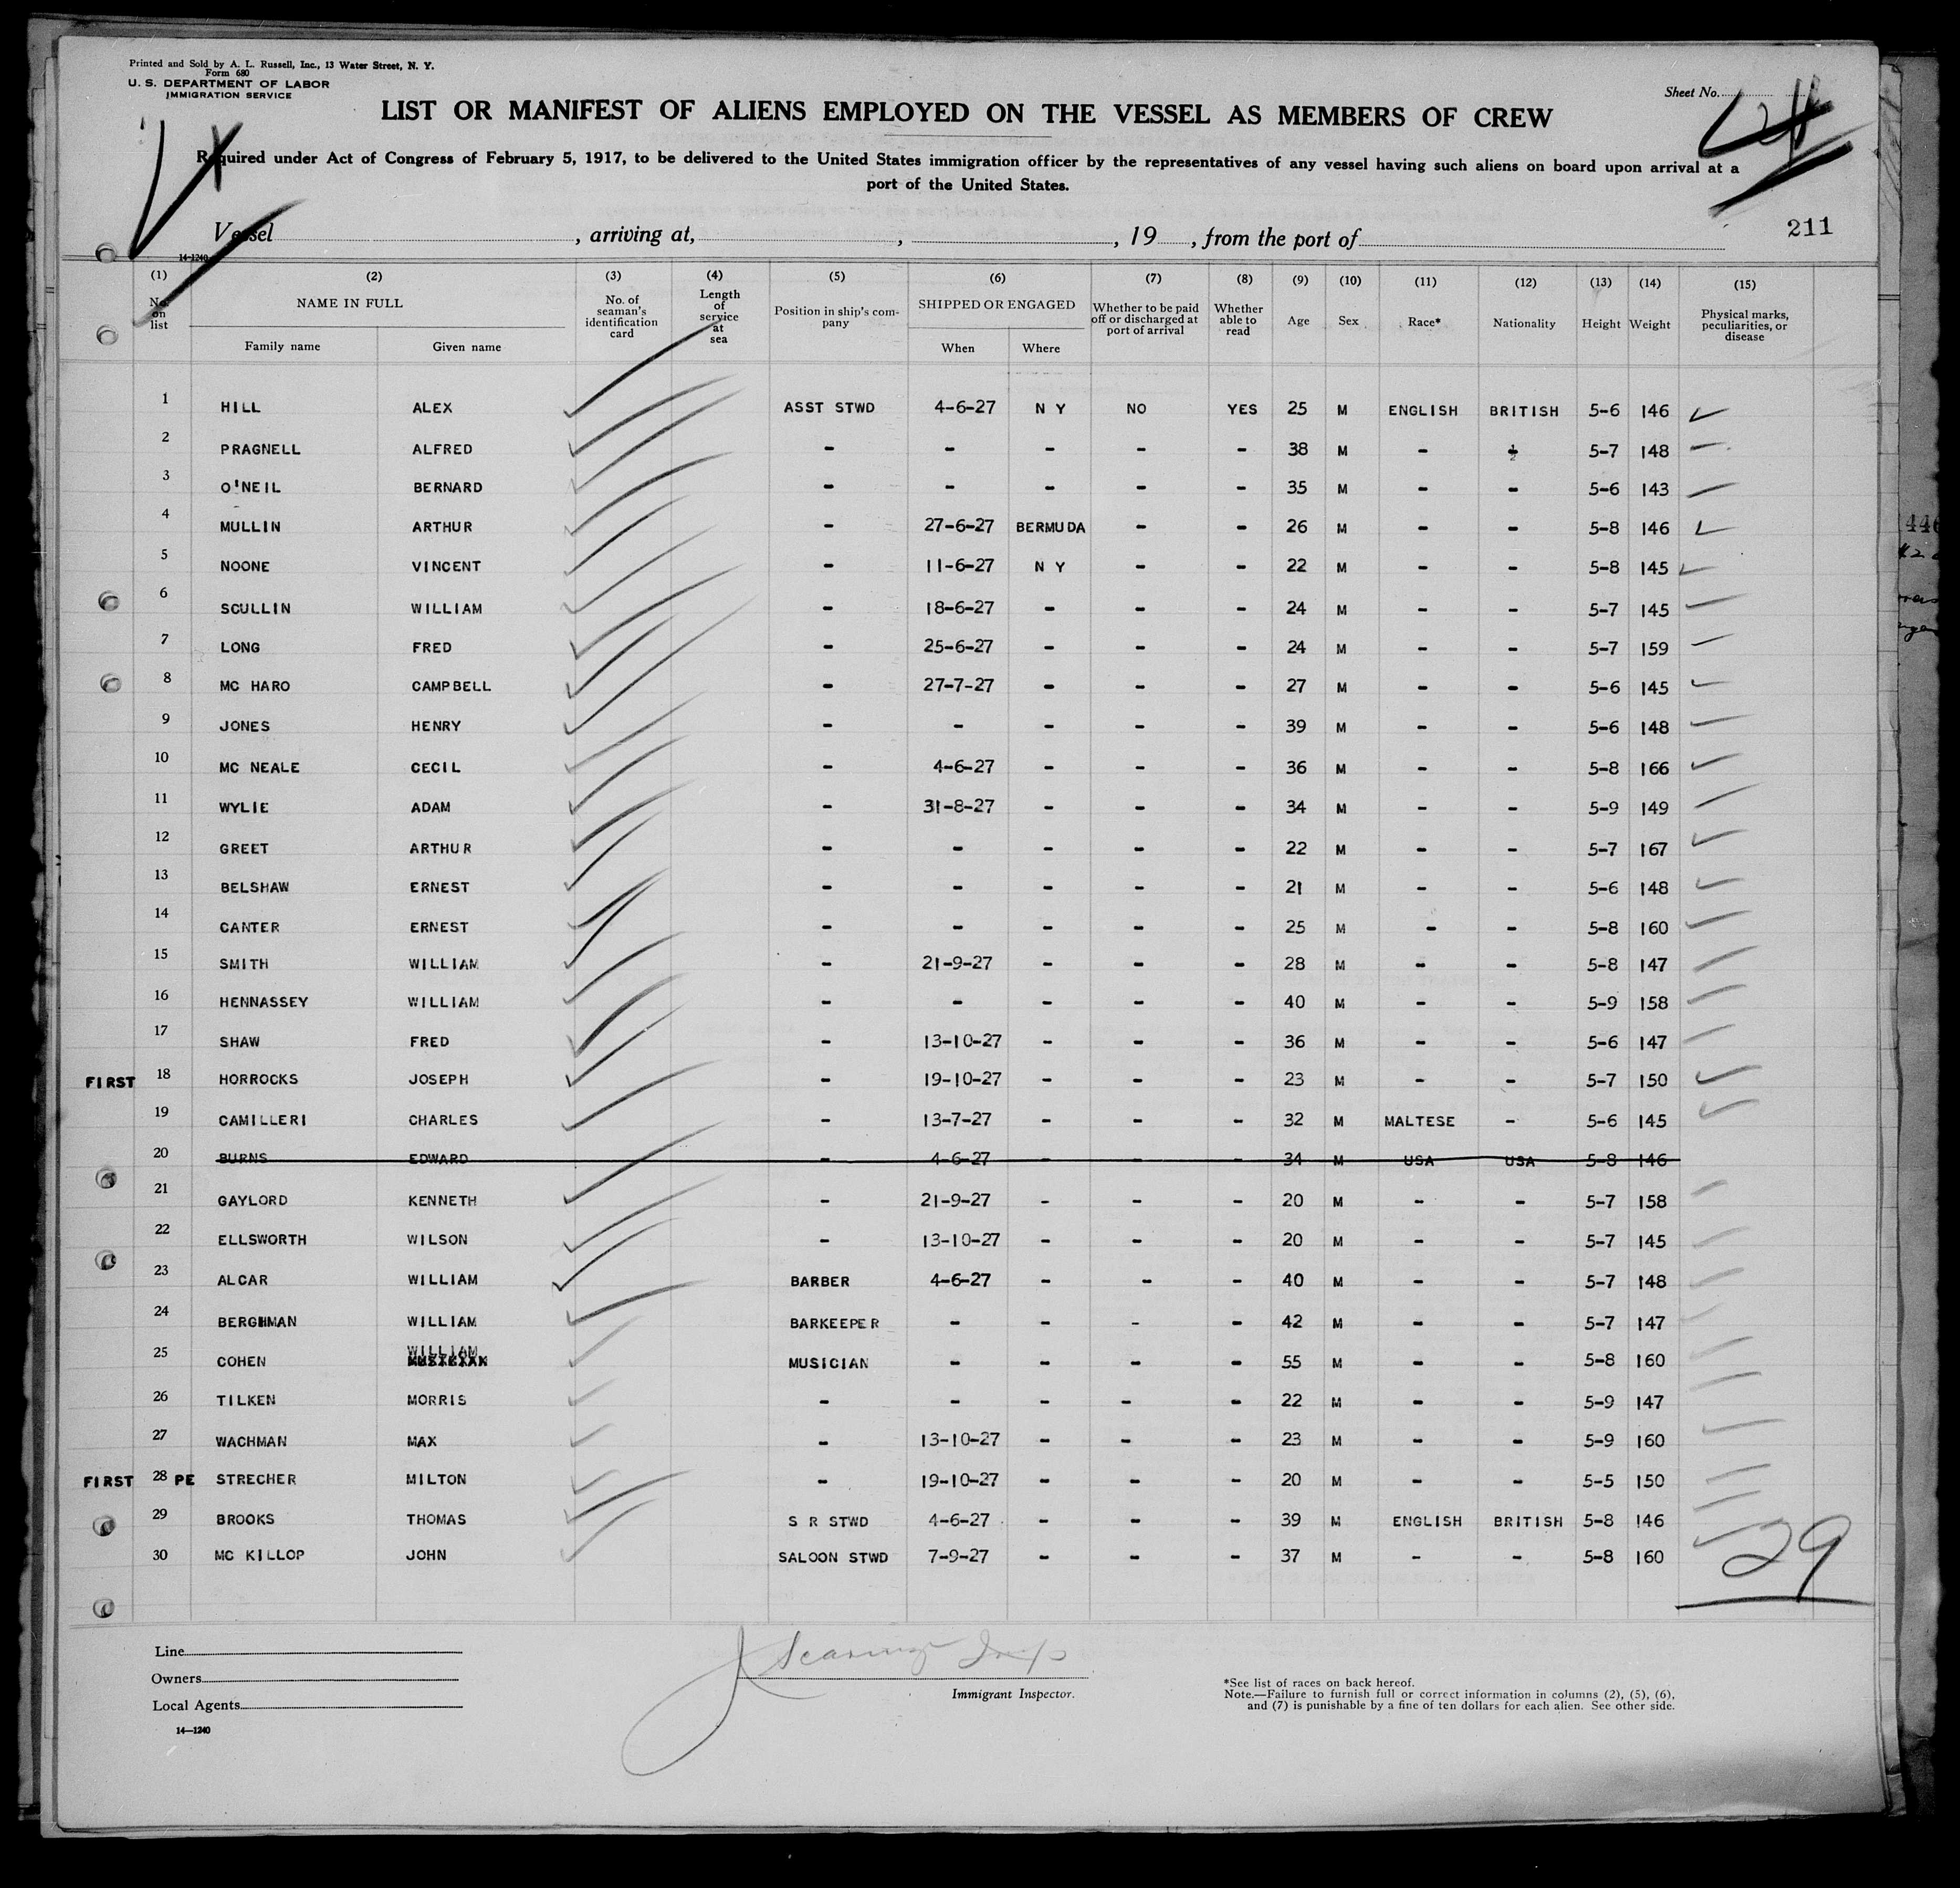 Printed and Sold by A. L. Russell, Inc., 13 Water Street, N. Y.
Form 680
U. S. DEPARTMENT OF LABOR
IMMIGRATION SERVICE
Sheet No.
LIST OR MANIFEST OF ALIENS EMPLOYED ON THE VESSEL AS MEMBERS OF CREW
Required under Act of Congress of February 5, 1917, to be delivered to the United States immigration officer by the representatives of any vessel having such aliens on board upon arrival at a
port of the United States.
Vessel , arriving at, , , 19 , from the port of
211
14-1240
(1) (2) (3) (4) (5) (6) (7) (8) (9) (10) (11) (12) (13) (14) (15)
No. on list NAME IN FULL Family name Given name No. of seaman's identification card Length of service at sea Position in ship's company SHIPPED OR ENGAGED When Where Whether to be paid off or discharged at port of arrival Whether able to read Age Sex Race* Nationality Height Weight Physical marks, peculiarities, or disease
1 HILL ALEX ASST STWD 4-6-27 N Y NO YES 25 M ENGLISH BRITISH 5-6 146
2 PRAGNELL ALFRED - - - - - 38 M - - 5-7 148
3 O'NEIL BERNARD - - - - - 35 M - - 5-6 143
4 MULLIN ARTHUR - 27-6-27 BERMUDA - - 26 M - - 5-8 146
5 NOONE VINCENT - 11-6-27 N Y - - 22 M - - 5-8 145
6 SCULLIN WILLIAM - 18-6-27 - - - 24 M - - 5-7 145
7 LONG FRED - 25-6-27 - - - 24 M - - 5-7 159
8 MC HARO CAMPBELL - 27-7-27 - - - 27 M - - 5-6 145
9 JONES HENRY - - - - - 39 M - - 5-6 148
10 MC NEALE CECIL - 4-6-27 - - - 36 M - - 5-8 166
11 WYLIE ADAM - 31-8-27 - - - 34 M - - 5-9 149
12 GREET ARTHUR - - - - - 22 M - - 5-7 167
13 BELSHAW ERNEST - - - - - 21 M - - 5-6 148
14 CANTER ERNEST - - - - - 25 M - - 5-8 160
15 SMITH WILLIAM - 21-9-27 - - - 28 M - - 5-8 147
16 HENNASSEY WILLIAM - - - - - 40 M - - 5-9 158
17 SHAW FRED - 13-10-27 - - - 36 M - - 5-6 147
FIRST 18 HORROCKS JOSEPH - 19-10-27 - - - 23 M - - 5-7 150
19 CAMILLERI CHARLES - 13-7-27 - - - 32 M MALTESE - 5-6 145
20 BURNS EDWARD - 4-6-27 - - - 34 M USA USA 5-8 146
21 GAYLORD KENNETH - 21-9-27 - - - 20 M - - 5-7 158
22 ELLSWORTH WILSON - 13-10-27 - - - 20 M - - 5-7 145
23 ALCAR WILLIAM BARBER 4-6-27 - - - 40 M - - 5-7 148
24 BERGHMAN WILLIAM BARKEEPER - - - - 42 M - - 5-7 147
25 COHEN WILLIAM MUSICIAN - - - - 55 M - - 5-8 160
26 TILKEN MORRIS - - - - - 22 M - - 5-9 147
27 WACHMAN MAX - 13-10-27 - - - 23 M - - 5-9 160
FIRST 28 PE STRECHER MILTON - 19-10-27 - - - 20 M - - 5-5 150
29 BROOKS THOMAS S R STWD 4-6-27 - - - 39 M ENGLISH BRITISH 5-8 146
30 MC KILLOP JOHN SALOON STWD 7-9-27 - - - 37 M - - 5-8 160
29
Line
Owners
Local Agents
14—1240
Immigrant Inspector.
*See list of races on back hereof.
Note.—Failure to furnish full or correct information in columns (2), (5), (6),
and (7) is punishable by a fine of ten dollars for each alien. See other side.